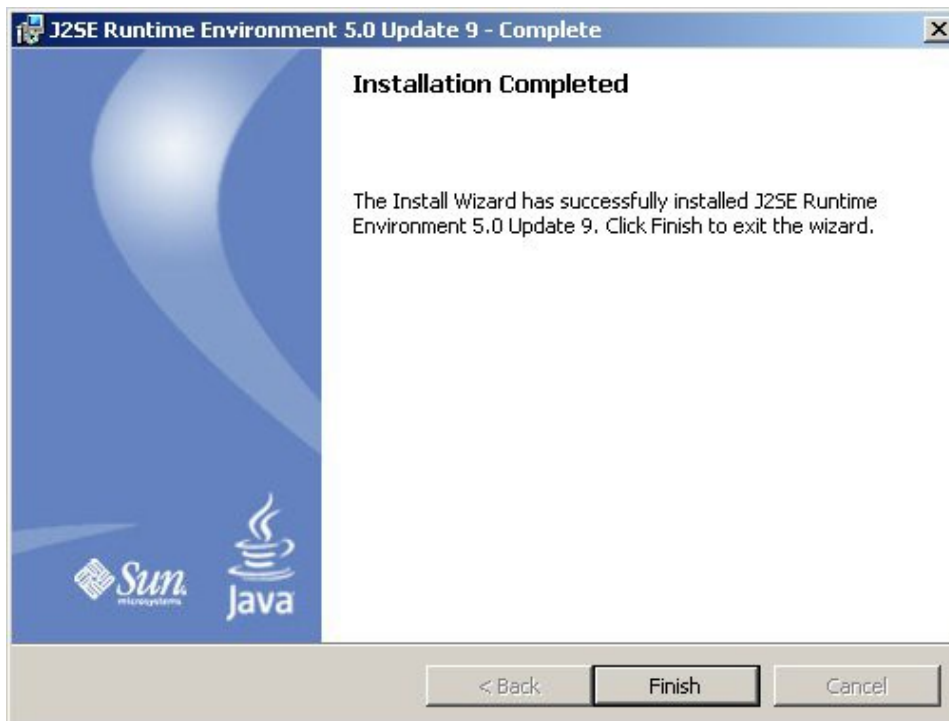 J2SE Runtime Environment 5.0 Update 9 - Complete
Installation Completed
The Install Wizard has successfully installed J2SE Runtime
Environment 5.0 Update 9. Click Finish to exit the wizard.
Sun
microsystems
Java
< Back
Finish
Cancel